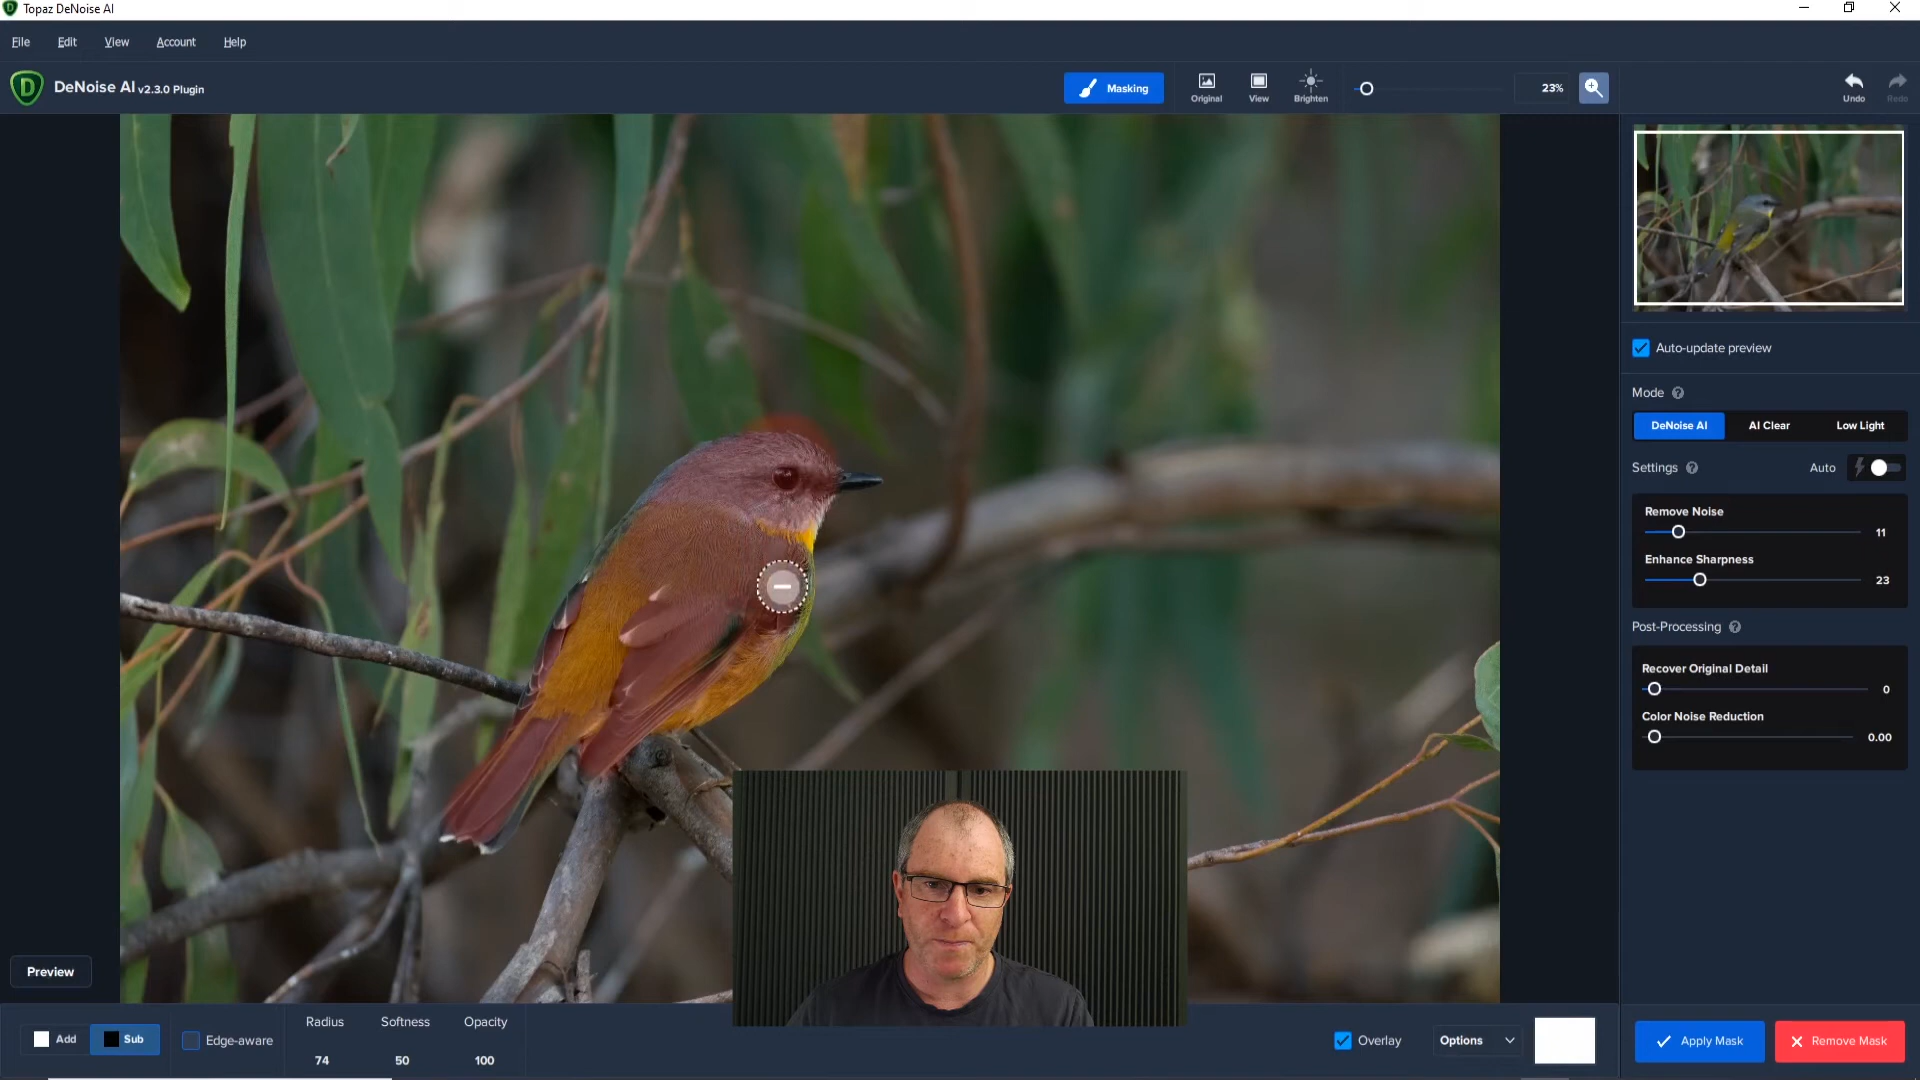 Topaz DeNoise AI
File Edit View Account Help
DeNoise AI v2.3.0 Plugin
Masking
Original
View
Brighten
23%
Undo
Redo
Auto-update preview
Mode
DeNoise AI AI Clear Low Light
Settings Auto
Remove Noise
11
Enhance Sharpness
23
Post-Processing
Recover Original Detail
0
Color Noise Reduction
0.00
Preview
Add Sub
Edge-aware
Radius Softness Opacity
74 50 100
Overlay
Options
Apply Mask
Remove Mask